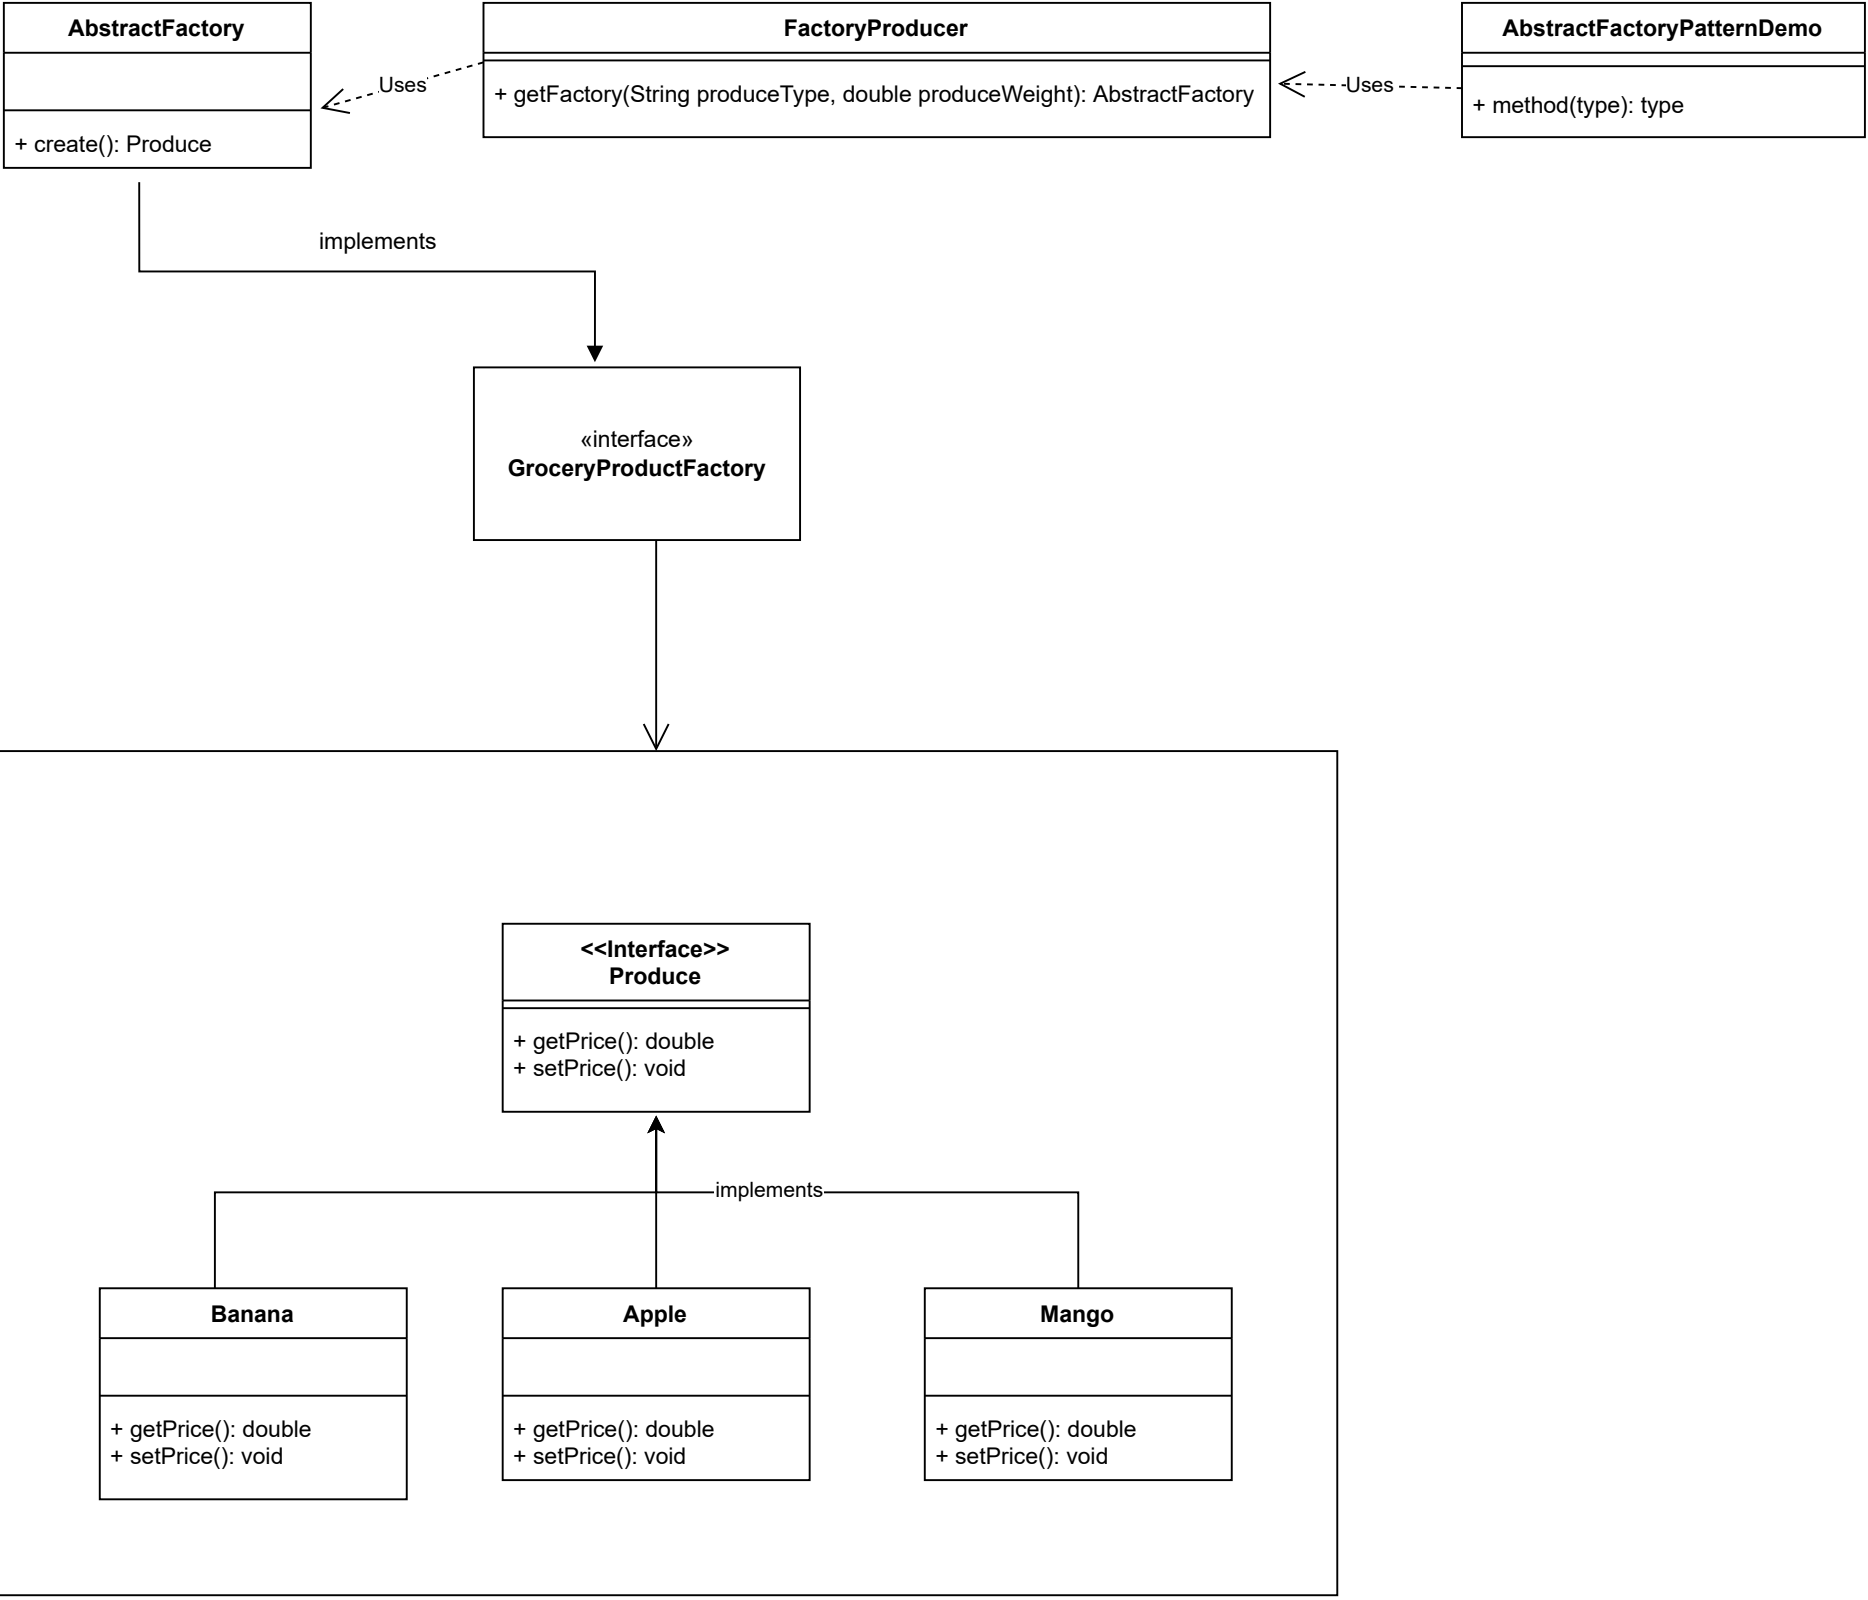 AbstractFactory
+ create(): Produce
Uses
FactoryProducer
+ getFactory(String produceType, double produceWeight): AbstractFactory
Uses
AbstractFactoryPatternDemo
+ method(type): type
implements
«interface»
GroceryProductFactory
<<Interface>>
Produce
+ getPrice(): double
+ setPrice(): void
implements
Banana
+ getPrice(): double
+ setPrice(): void
Apple
+ getPrice(): double
+ setPrice(): void
Mango
+ getPrice(): double
+ setPrice(): void